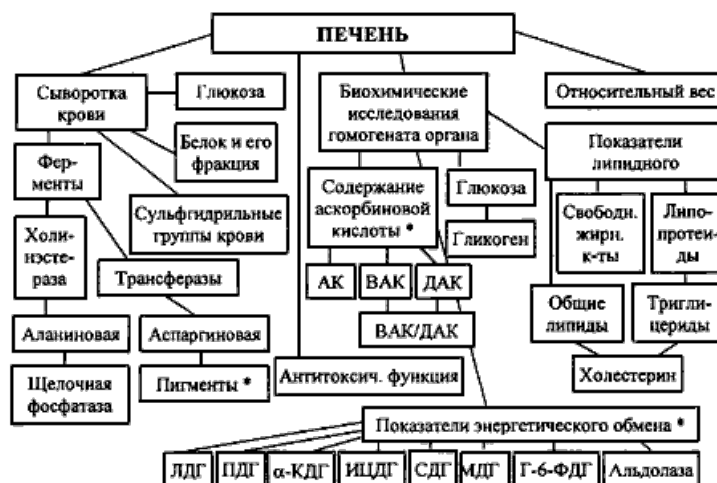 ПЕЧЕНЬ
Сыворотка
крови
Глюкоза
Белок и его
фракция
Фер-
менты
Сульфгидрильные
группы крови
Холи-
нэсте-
раза
Трансферазы
Аланиновая
Аспаргиновая
Щелочная
фосфатаза
Пигменты *
Антитоксич. функция
Биохимические
исследования
гомогената органа
Содержание
аскорбиновой
кислоты *
Глюкоза
Гликоген
АК
ВАК
ДАК
ВАК/ДАК
Относительный вес
Показатели
липидного
Свободн.
жирн.
к-ты
Липо-
протеи-
ды
Общие
липиды
Тригли-
цериды
Холестерин
Показатели энергетического обмена *
ЛДГ
ПДГ
α-КДГ
ИЦДГ
СДГ
МДГ
Г-6-ФДГ
Альдолаза